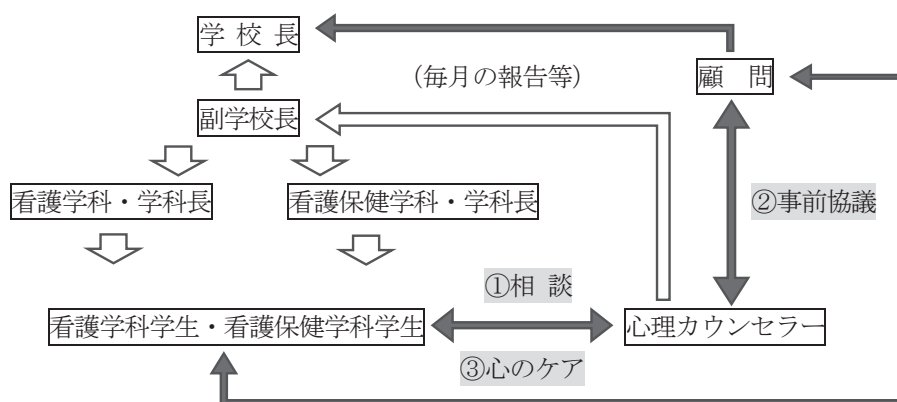 学 校 長
(毎月の報告等)
顧　問
副学校長
看護学科・学科長
看護保健学科・学科長
②事前協議
①相 談
看護学科学生・看護保健学科学生
心理カウンセラー
③心のケア